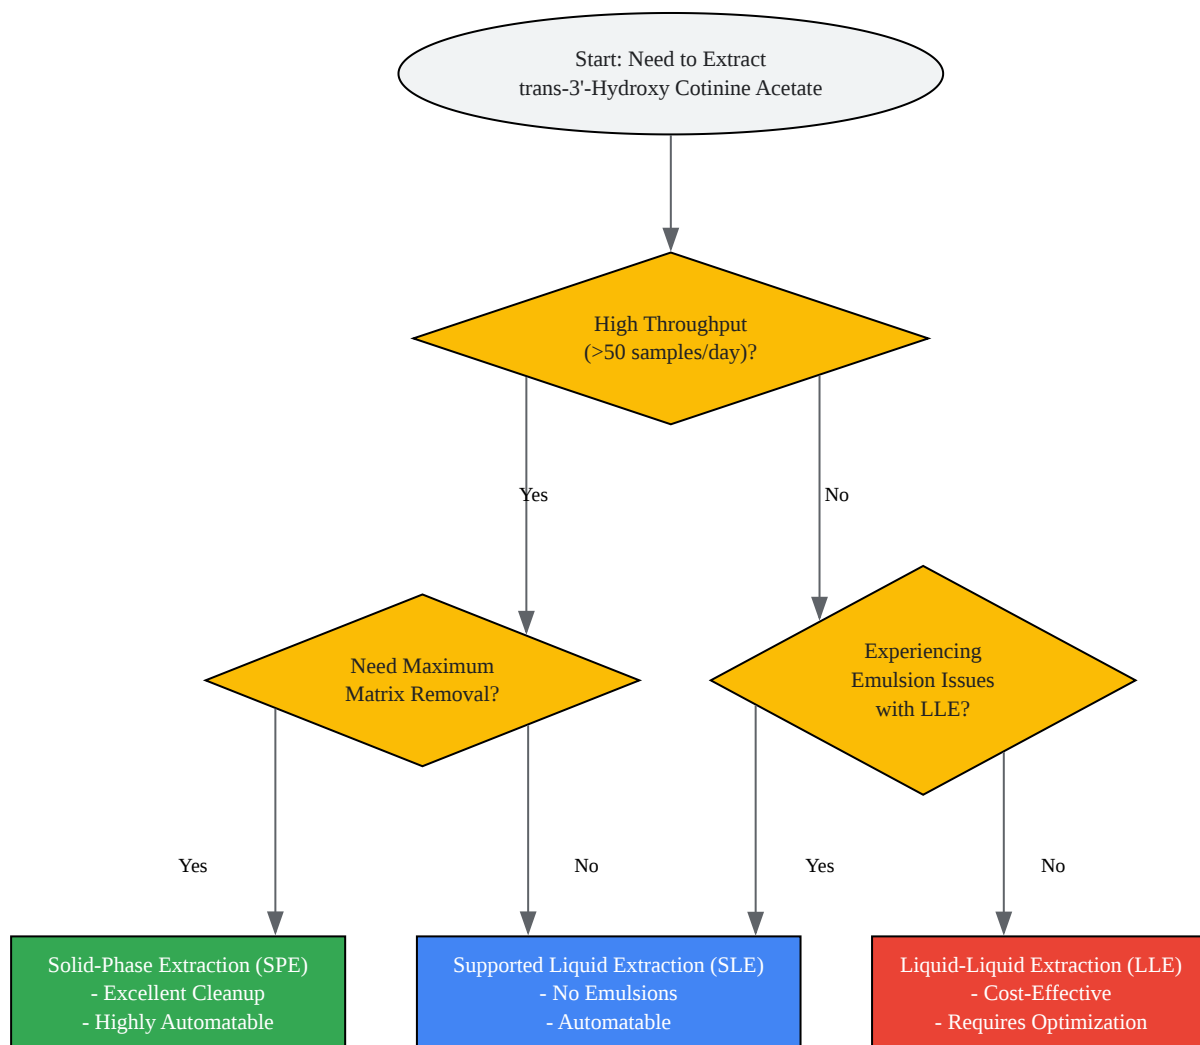 Start: Need to Extract
trans-3'-Hydroxy Cotinine Acetate
High Throughput
(>50 samples/day)?
Yes
No
Need Maximum
Matrix Removal?
Experiencing
Emulsion Issues
with LLE?
Yes
No
Yes
No
Solid-Phase Extraction (SPE)
- Excellent Cleanup
- Highly Automatable
Supported Liquid Extraction (SLE)
- No Emulsions
- Automatable
Liquid-Liquid Extraction (LLE)
- Cost-Effective
- Requires Optimization